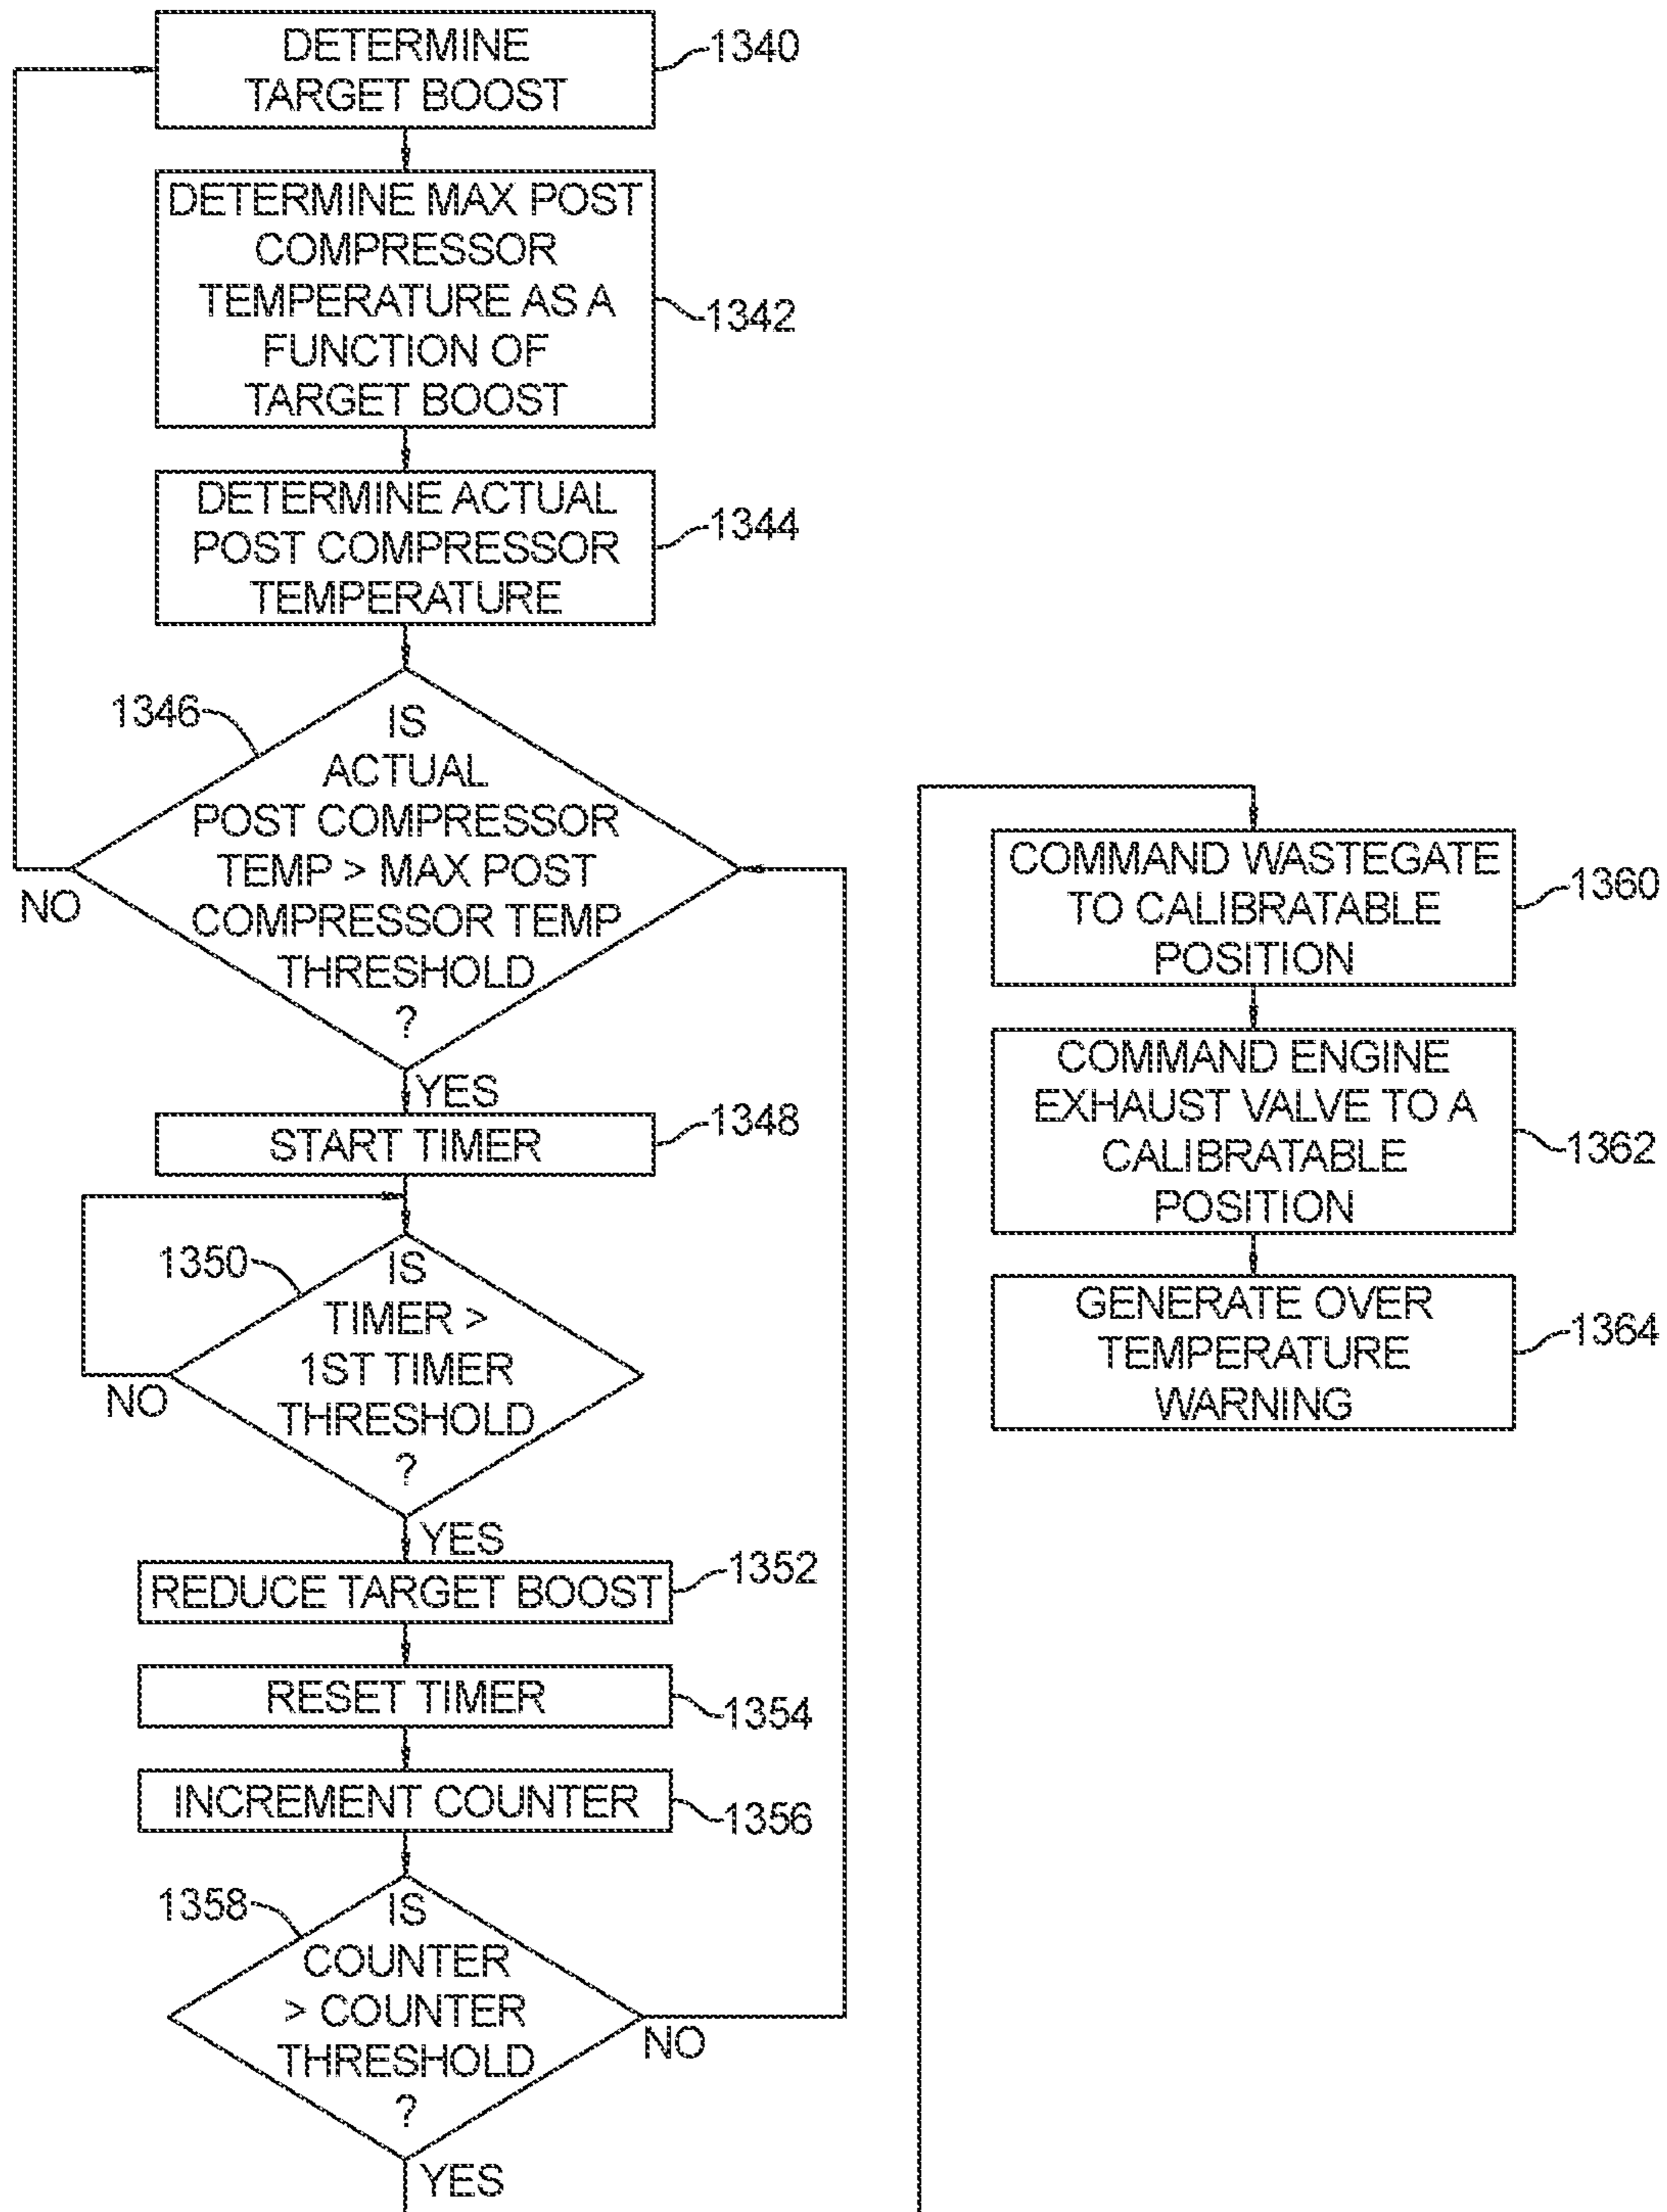 DETERMINE
TARGET BOOST
1340
DETERMINE MAX POST
COMPRESSOR
TEMPERATURE AS A
FUNCTION OF
TARGET BOOST
1342
DETERMINE ACTUAL
POST COMPRESSOR
TEMPERATURE
1344
1346
IS
ACTUAL
POST COMPRESSOR
TEMP > MAX POST
COMPRESSOR TEMP
THRESHOLD
?
NO
YES
START TIMER
1348
1350
IS
TIMER >
1ST TIMER
THRESHOLD
?
NO
YES
REDUCE TARGET BOOST
1352
RESET TIMER
1354
INCREMENT COUNTER
1356
1358
IS
COUNTER
> COUNTER
THRESHOLD
?
NO
YES
COMMAND WASTEGATE
TO CALIBRATABLE
POSITION
1360
COMMAND ENGINE
EXHAUST VALVE TO A
CALIBRATABLE
POSITION
1362
GENERATE OVER
TEMPERATURE
WARNING
1364